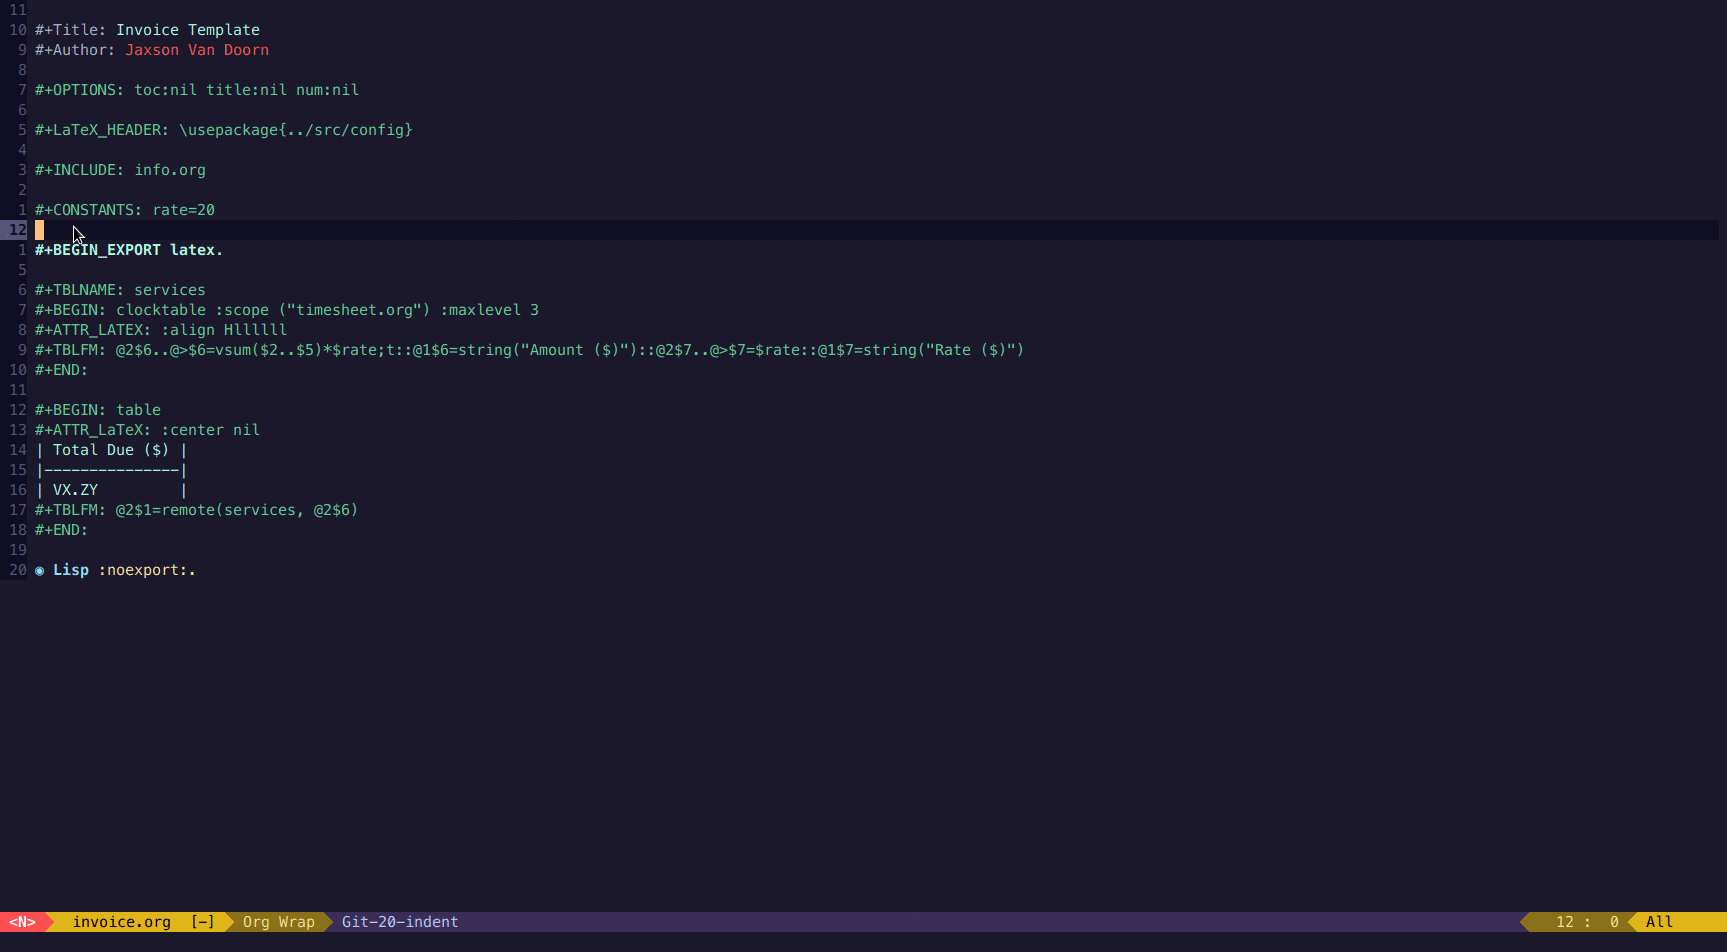 11
10 #+Title: Invoice Template
9 #+Author: Jaxson Van Doorn
8
7 #+OPTIONS: toc:nil title:nil num:nil
6
5 #+LaTeX_HEADER: \usepackage{../src/config}
4
3 #+INCLUDE: info.org
2
1 #+CONSTANTS: rate=20
12
1 #+BEGIN_EXPORT latex.
5
6 #+TBLNAME: services
7 #+BEGIN: clocktable :scope ("timesheet.org") :maxlevel 3
8 #+ATTR_LATEX: :align Hllllll
9 #+TBLFM: @2$6..@>$6=vsum($2..$5)*$rate;t::@1$6=string("Amount ($)")::@2$7..@>$7=$rate::@1$7=string("Rate ($)")
10 #+END:
11
12 #+BEGIN: table
13 #+ATTR_LaTeX: :center nil
14 | Total Due ($) |
15 |---------------|
16 | VX.ZY         |
17 #+TBLFM: @2$1=remote(services, @2$6)
18 #+END:
19
20 ◉ Lisp :noexport:.
<N> invoice.org [-] Org Wrap Git-20-indent 12 : 0 All